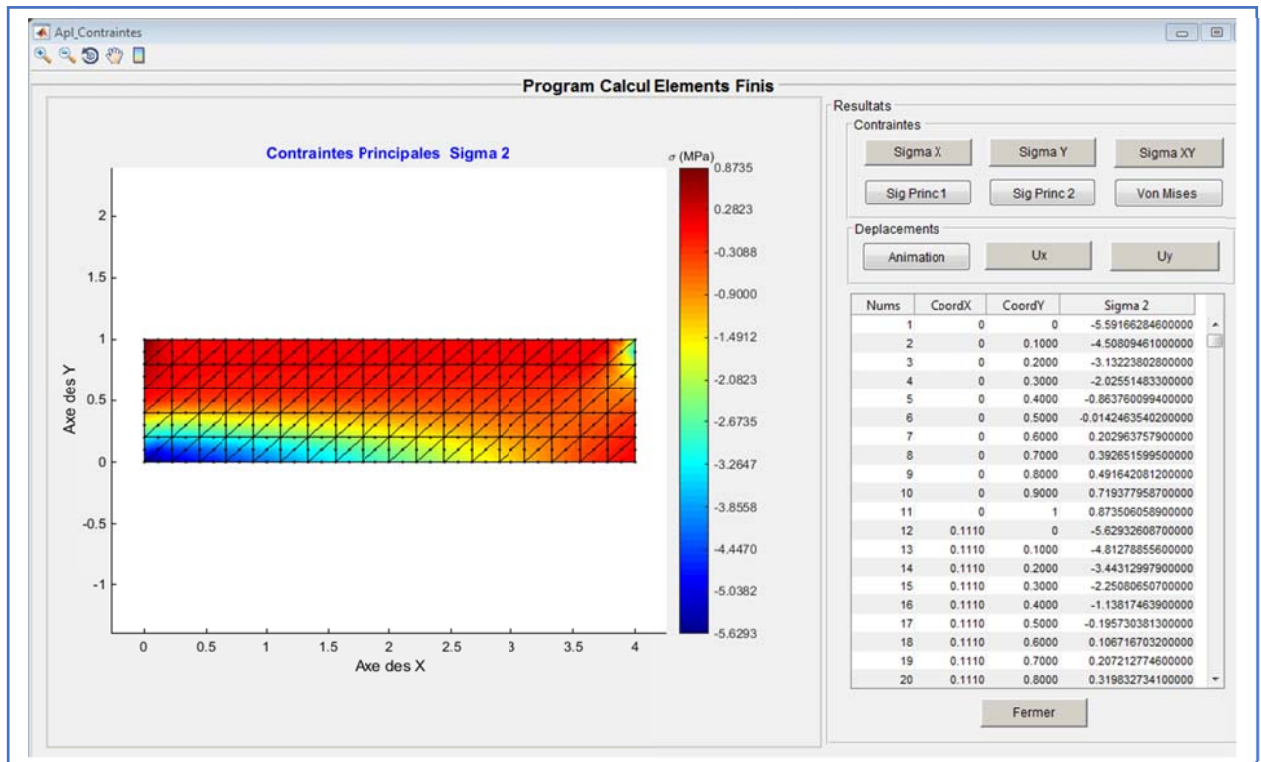 Apl_Contraintes
Program Calcul Elements Finis
Contraintes Principales Sigma 2
σ (MPa)
0.8735
0.2823
-0.3088
-0.9000
-1.4912
-2.0823
-2.6735
-3.2647
-3.8558
-4.4470
-5.0382
-5.6293
Axe des Y
2
1.5
1
0.5
0
-0.5
-1
0 0.5 1 1.5 2 2.5 3 3.5 4
Axe des X
Resultats
Contraintes
Sigma X Sigma Y Sigma XY
Sig Princ 1 Sig Princ 2 Von Mises
Deplacements
Animation Ux Uy
Nums CoordX CoordY Sigma 2
1 0 0 -5.59166284600000
2 0 0.1000 -4.50809461000000
3 0 0.2000 -3.13223802800000
4 0 0.3000 -2.02551483300000
5 0 0.4000 -0.863760099400000
6 0 0.5000 -0.0142463540200000
7 0 0.6000 0.202963757900000
8 0 0.7000 0.392651599500000
9 0 0.8000 0.491642081200000
10 0 0.9000 0.719377958700000
11 0 1 0.873506058900000
12 0.1110 0 -5.62932608700000
13 0.1110 0.1000 -4.81278855600000
14 0.1110 0.2000 -3.44312997900000
15 0.1110 0.3000 -2.25080650700000
16 0.1110 0.4000 -1.13817463900000
17 0.1110 0.5000 -0.195730381300000
18 0.1110 0.6000 0.106716703200000
19 0.1110 0.7000 0.207212774600000
20 0.1110 0.8000 0.319832734100000
Fermer